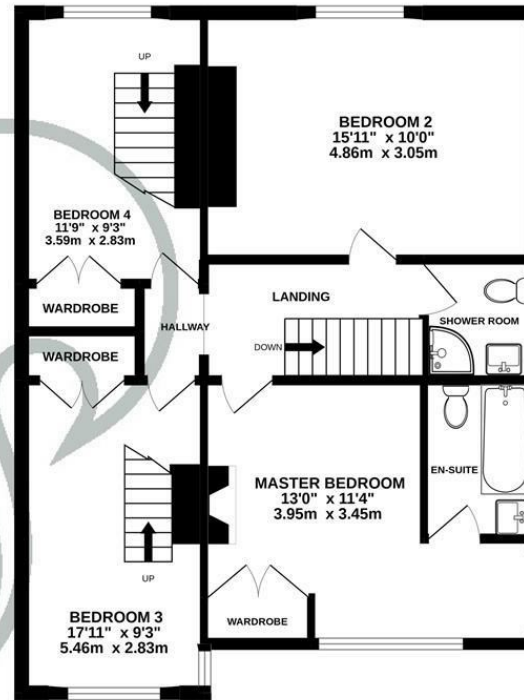 UP
BEDROOM 2
15'11" x 10'0"
4.86m x 3.05m
BEDROOM 4
11'9" x 9'3"
3.59m x 2.83m
WARDROBE
LANDING
HALLWAY
SHOWER ROOM
DOWN
WARDROBE
MASTER BEDROOM
13'0" x 11'4"
3.95m x 3.45m
EN-SUITE
UP
BEDROOM 3
17'11" x 9'3"
5.46m x 2.83m
WARDROBE